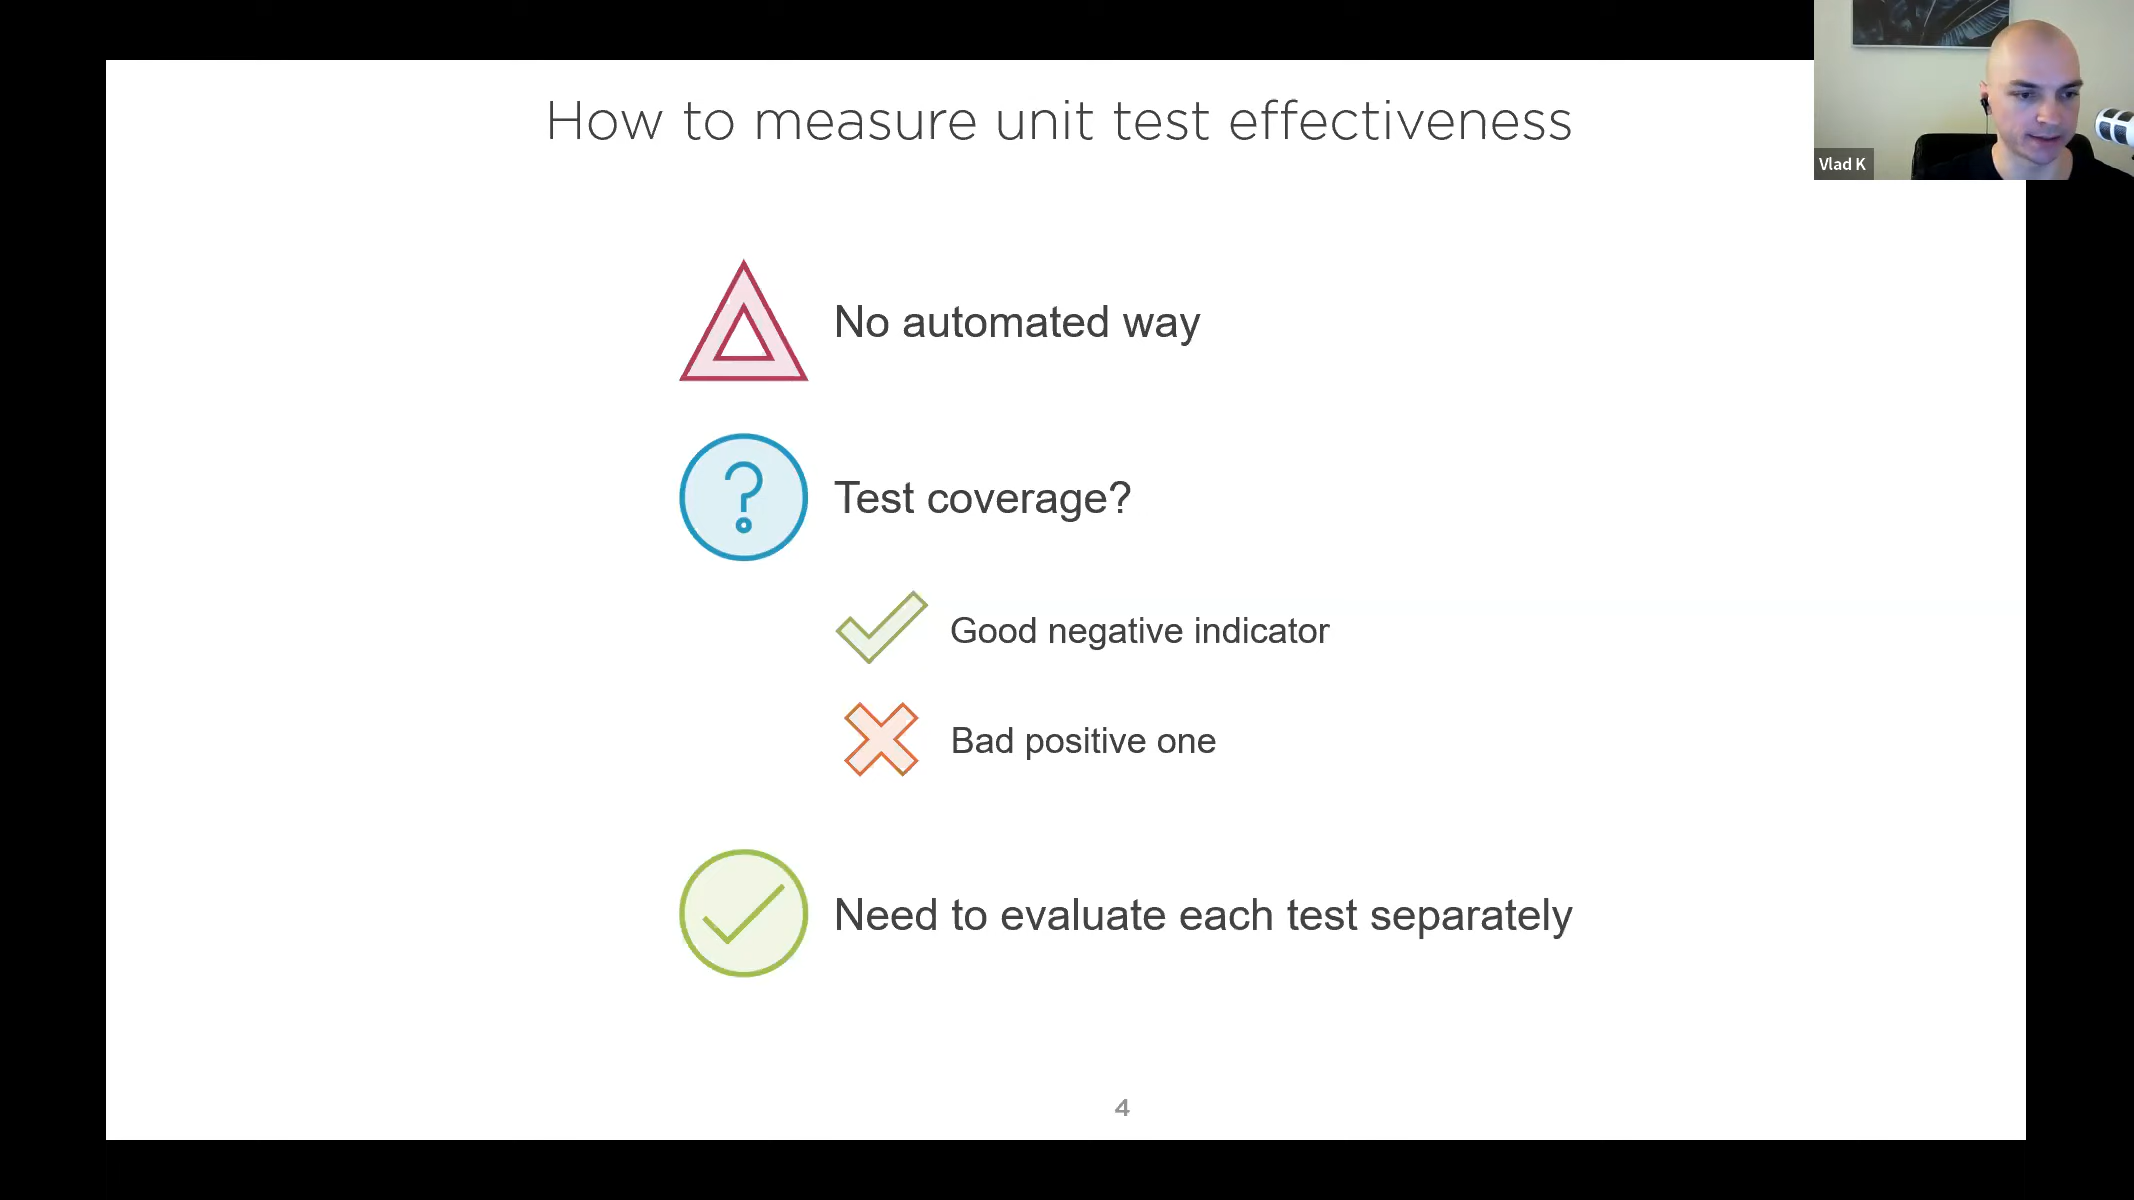 How to measure unit test effectiveness
Vlad K
No automated way
Test coverage?
Good negative indicator
Bad positive one
Need to evaluate each test separately
4